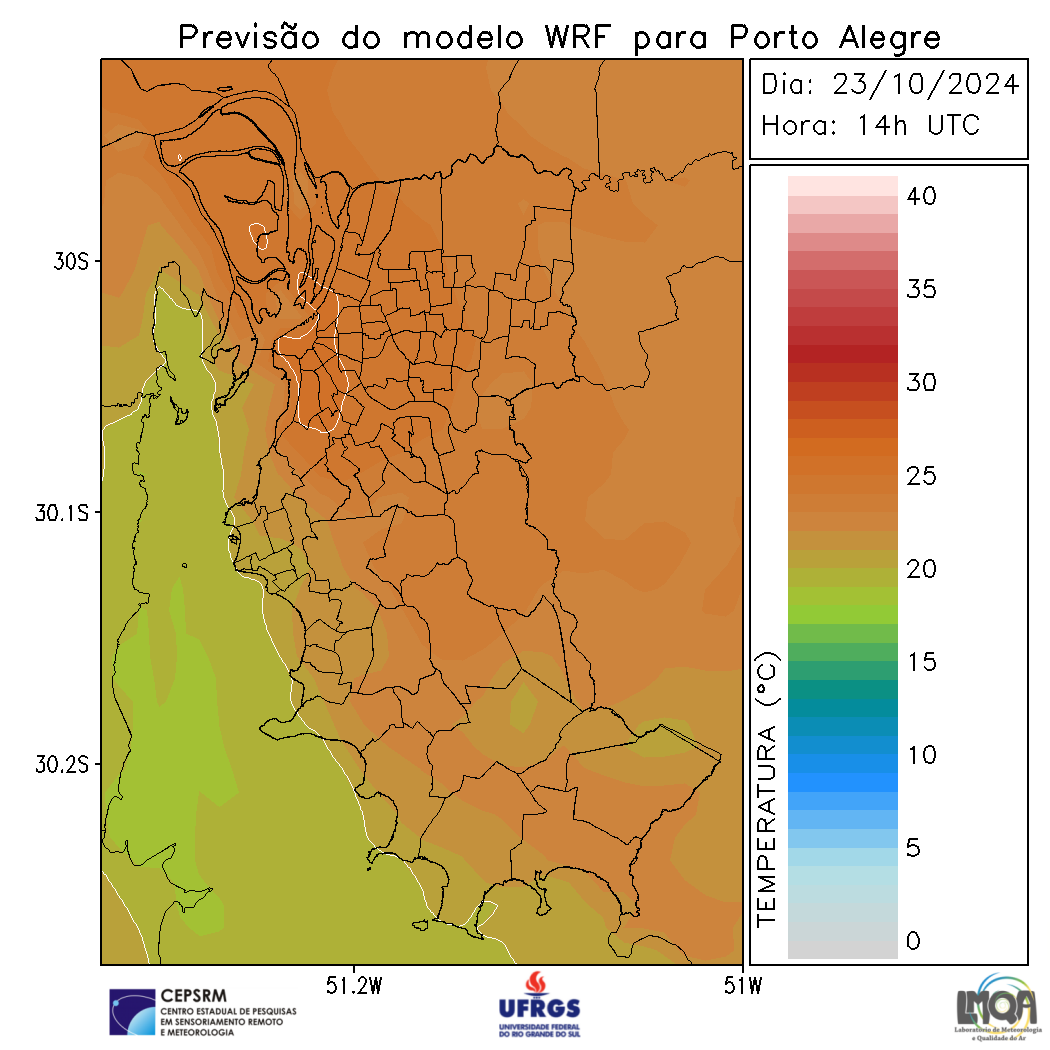 Previsão do modelo WRF para Porto Alegre
Dia: 23/10/2024
Hora: 14h UTC
40
35
30
25
20
15
10
5
0
TEMPERATURA (°C)
30S
30.1S
30.2S
51.2W
51W
CEPSRM
CENTRO ESTADUAL DE PESQUISAS
EM SENSORIAMENTO REMOTO
E METEOROLOGIA
UFRGS
UNIVERSIDADE FEDERAL
DO RIO GRANDE DO SUL
LMQA
Laboratório de Meteorologia
e Qualidade do Ar